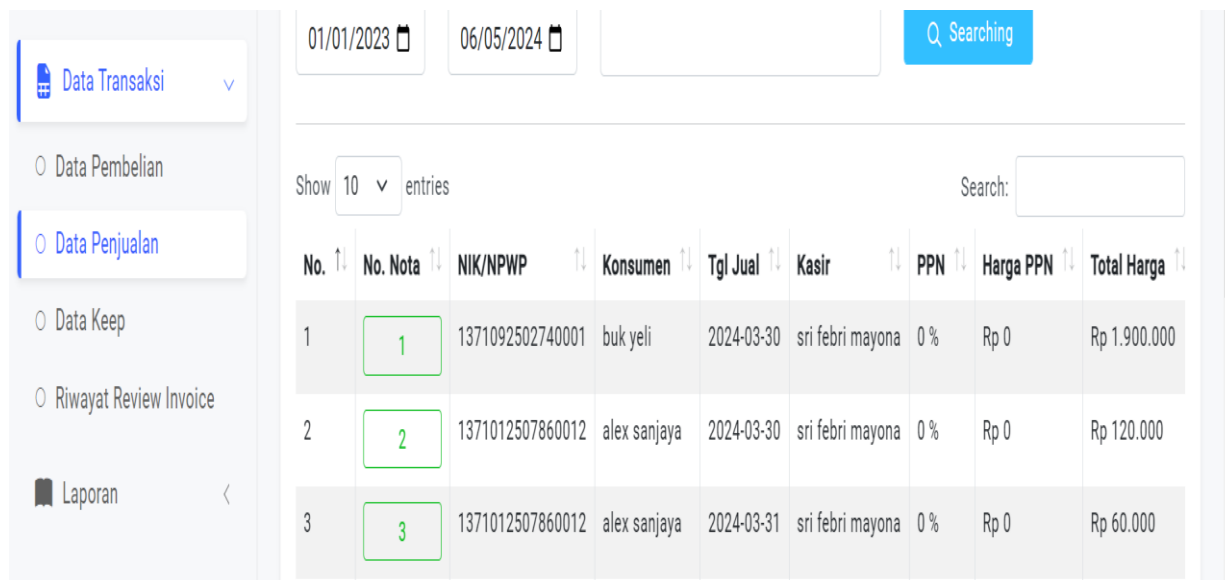 01/01/2023 06/05/2024 Searching
Data Transaksi
Data Pembelian
Data Penjualan
Data Keep
Riwayat Review Invoice
Laporan
Show 10 entries Search:
No. No. Nota NIK/NPWP Konsumen Tgl Jual Kasir PPN Harga PPN Total Harga
1 1 1371092502740001 buk yeli 2024-03-30 sri febri mayona 0 % Rp 0 Rp 1.900.000
2 2 1371012507860012 alex sanjaya 2024-03-30 sri febri mayona 0 % Rp 0 Rp 120.000
3 3 1371012507860012 alex sanjaya 2024-03-31 sri febri mayona 0 % Rp 0 Rp 60.000